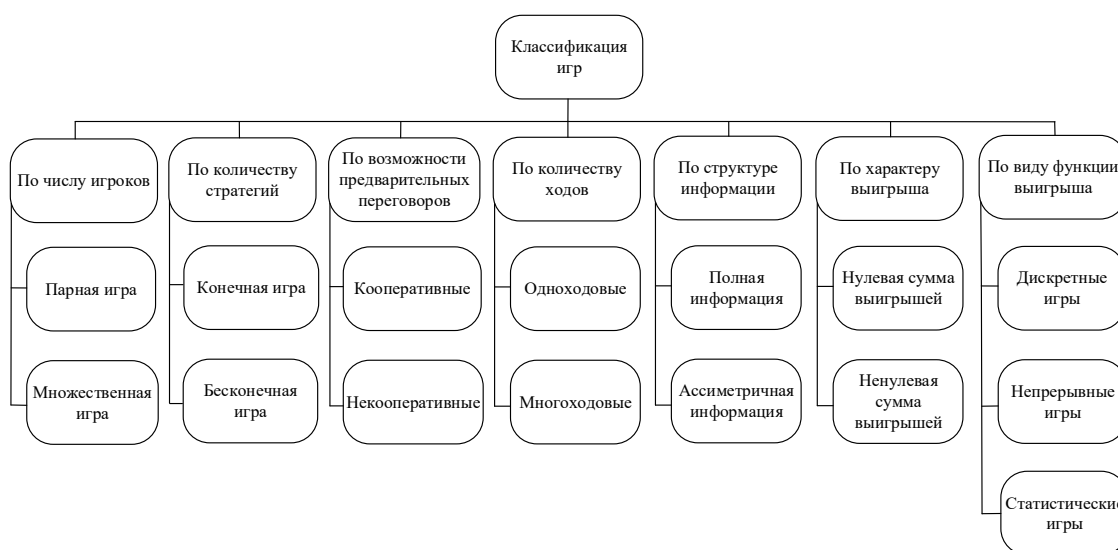 Классификация
игр
По числу игроков
По количеству
стратегий
По возможности
предварительных
переговоров
По количеству
ходов
По структуре
информации
По характеру
выигрыша
По виду функции
выигрыша
Парная игра
Конечная игра
Кооперативные
Одноходовые
Полная
информация
Нулевая сумма
выигрышей
Дискретные
игры
Множественная
игра
Бесконечная
игра
Некооперативные
Многоходовые
Ассиметричная
информация
Ненулевая
сумма
выигрышей
Непрерывные
игры
Статистические
игры